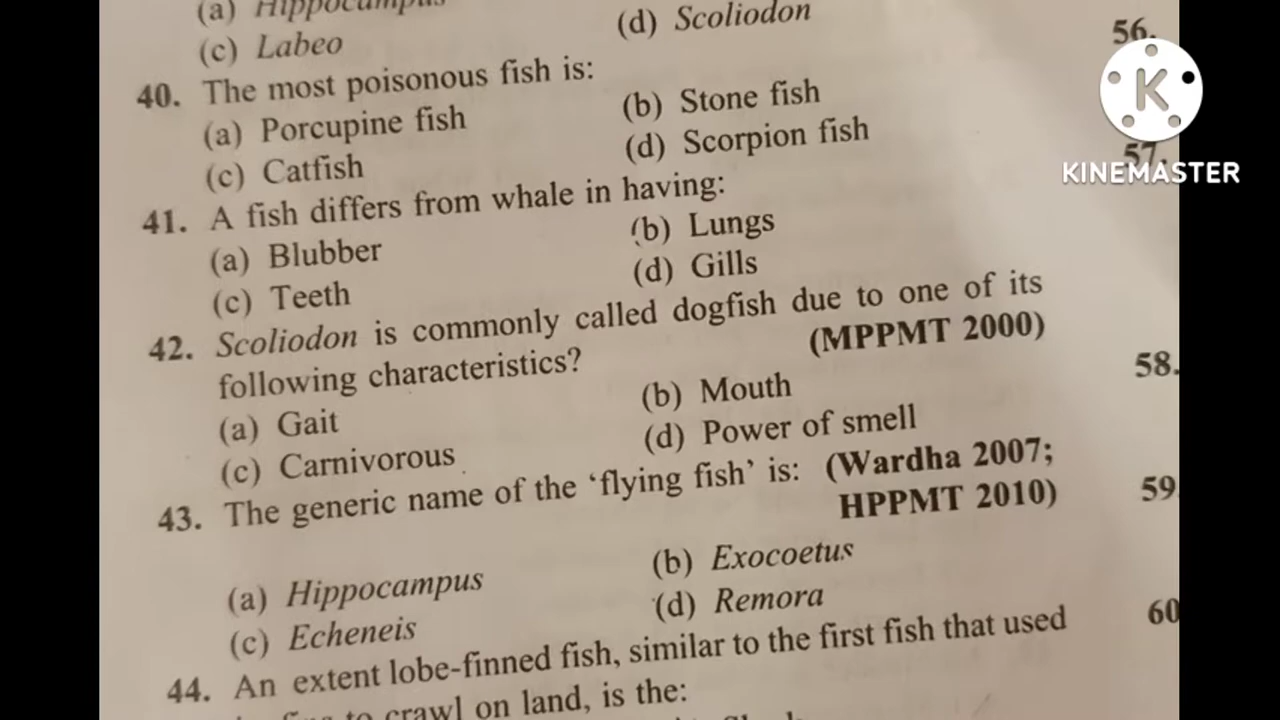 (a) Hippocampus
(d) Scoliodon
(c) Labeo
56.
40. The most poisonous fish is:
(a) Porcupine fish
(b) Stone fish
(c) Catfish
(d) Scorpion fish
57.
K
KINEMASTER
41. A fish differs from whale in having:
(a) Blubber
(b) Lungs
(c) Teeth
(d) Gills
42. Scoliodon is commonly called dogfish due to one of its
following characteristics?
(MPPMT 2000)
58.
(a) Gait
(b) Mouth
(c) Carnivorous
(d) Power of smell
43. The generic name of the ‘flying fish’ is: (Wardha 2007;
HPPMT 2010)
59
(a) Hippocampus
(b) Exocoetus
(c) Echeneis
(d) Remora
60
44. An extent lobe-finned fish, similar to the first fish that used
to crawl on land, is the: